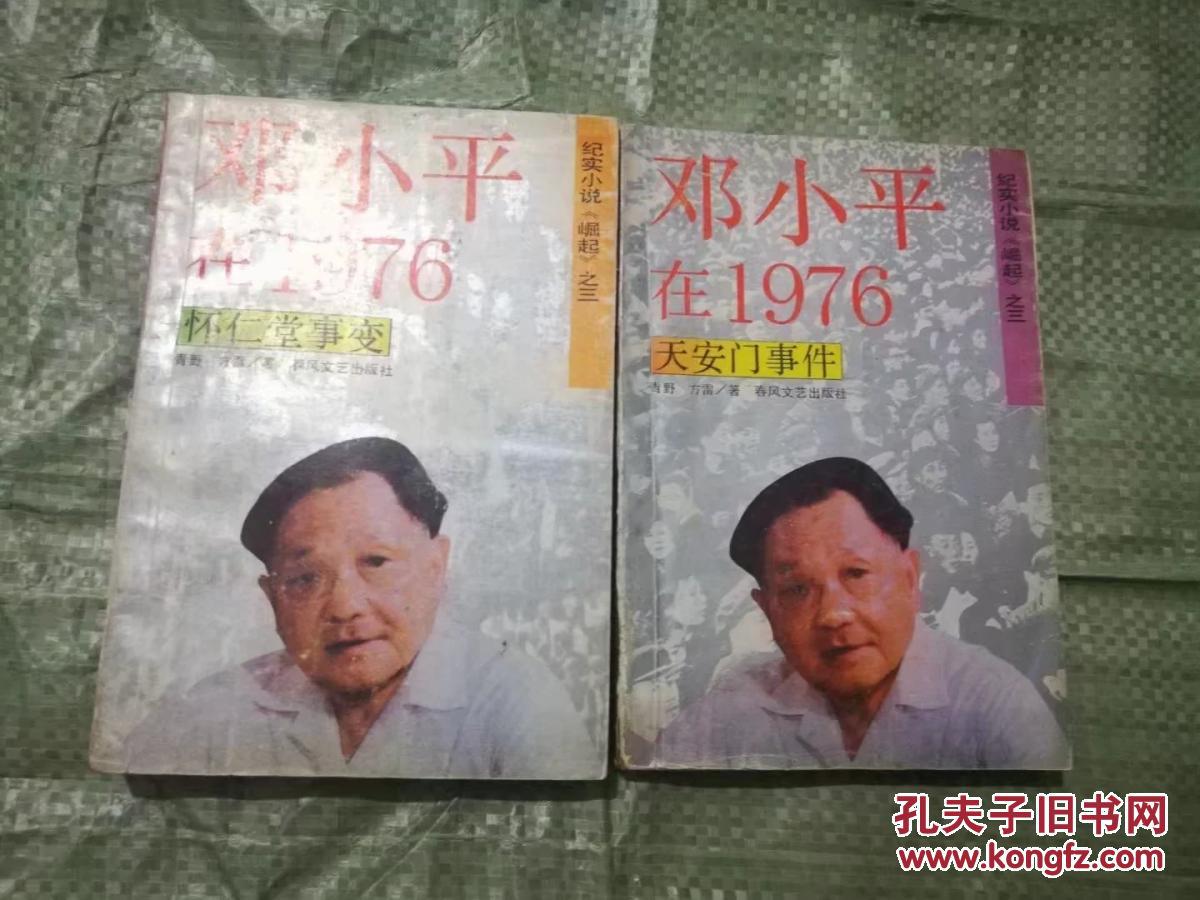 邓小平
在1976
怀仁堂事变
青野 方雷／著 春风文艺出版社
纪实小说《崛起》之三
邓小平
在1976
天安门事件
青野 方雷／著 春风文艺出版社
纪实小说《崛起》之三
孔夫子旧书网
www.kongfz.com